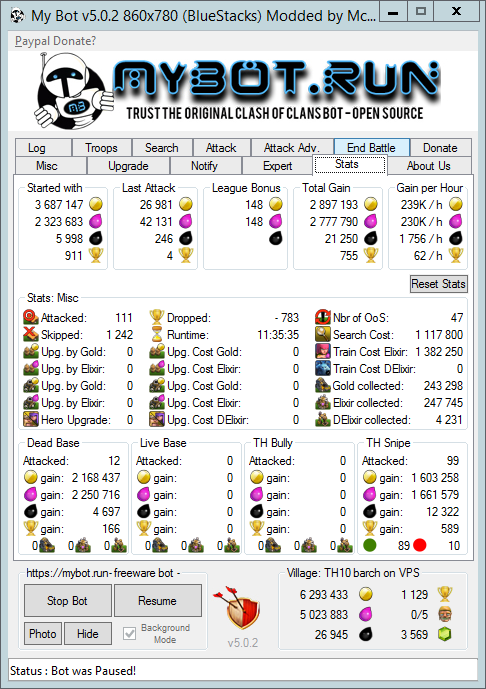 My Bot v5.0.2 860x780 (BlueStacks) Modded by Mc...
Paypal Donate?
MB
MYBOT.RUN
TRUST THE ORIGINAL CLASH OF CLANS BOT - OPEN SOURCE
Log Troops Search Attack Attack Adv. End Battle Donate
Misc Upgrade Notify Expert Stats About Us
Started with Last Attack League Bonus Total Gain Gain per Hour
3 687 147 26 981 148 2 897 193 239K / h
2 323 683 42 131 148 2 777 790 230K / h
5 998 246 21 250 1 756 / h
911 4 755 62 / h
Reset Stats
Stats: Misc
Attacked: 111 Dropped: - 783 Nbr of OoS: 47
Skipped: 1 242 Runtime: 11:35:35 Search Cost: 1 117 800
Upg. by Gold: 0 Upg. Cost Gold: 0 Train Cost Elixir: 1 382 250
Upg. by Elixir: 0 Upg. Cost Elixir: 0 Train Cost DElixir: 0
Upg. by Gold: 0 Upg. Cost Gold: 0 Gold collected: 243 298
Upg. by Elixir: 0 Upg. Cost Elixir: 0 Elixir collected: 247 745
Hero Upgrade: 0 Upg. Cost DElixir: 0 DElixir collected: 4 231
Dead Base Live Base TH Bully TH Snipe
Attacked: 12 Attacked: 0 Attacked: 0 Attacked: 99
gain: 2 168 437 gain: 0 gain: 0 gain: 1 603 258
gain: 2 250 716 gain: 0 gain: 0 gain: 1 661 579
gain: 4 697 gain: 0 gain: 0 gain: 12 322
gain: 166 gain: 0 gain: 0 gain: 589
0 0 0 0 0 0 0 0 0 89 10
https://mybot.run- freeware bot - Village: TH10 barch on VPS
Stop Bot Resume 6 293 433 1 129
5 023 883 0/5
Photo Hide Background Mode v5.0.2 26 945 3 569
Status : Bot was Paused!